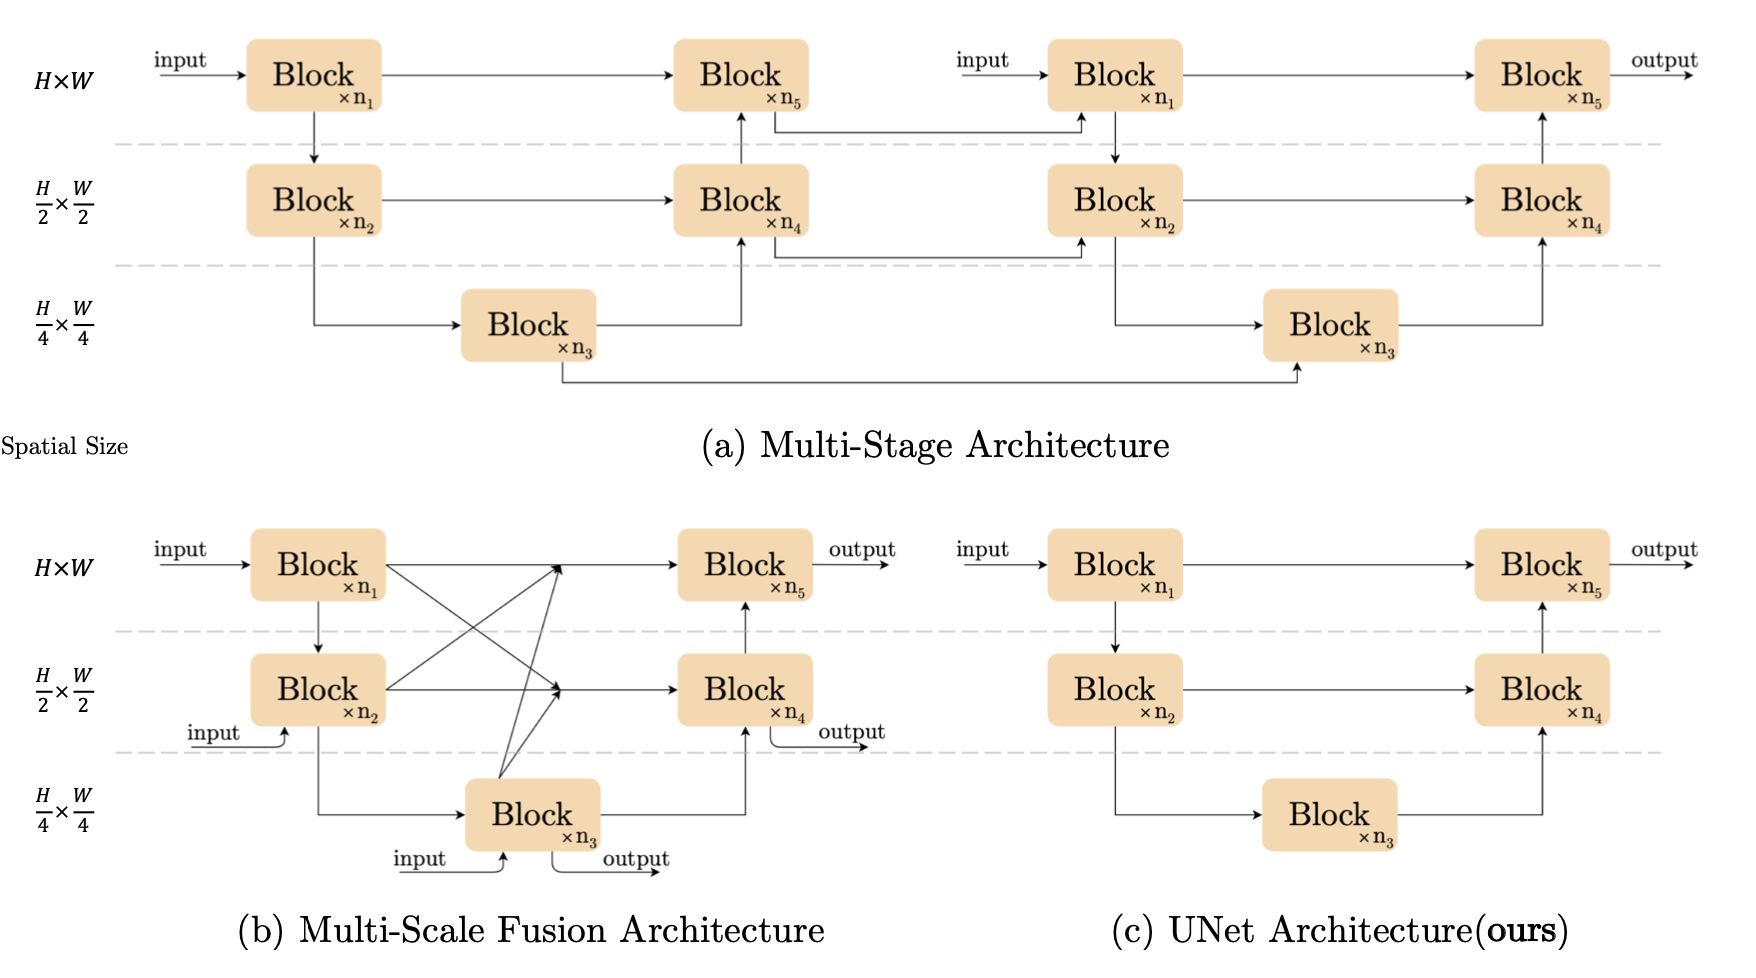 input
input
output
H×W
Block ×n₁
Block ×n₅
Block ×n₁
Block ×n₅
H/2 × W/2
Block ×n₂
Block ×n₄
Block ×n₂
Block ×n₄
H/4 × W/4
Block ×n₃
Block ×n₃
Spatial Size
(a) Multi-Stage Architecture
input
output
input
output
H×W
Block ×n₁
Block ×n₅
Block ×n₁
Block ×n₅
H/2 × W/2
Block ×n₂
Block ×n₄
Block ×n₂
Block ×n₄
input
output
H/4 × W/4
Block ×n₃
Block ×n₃
input
output
(b) Multi-Scale Fusion Architecture
(c) UNet Architecture(ours)